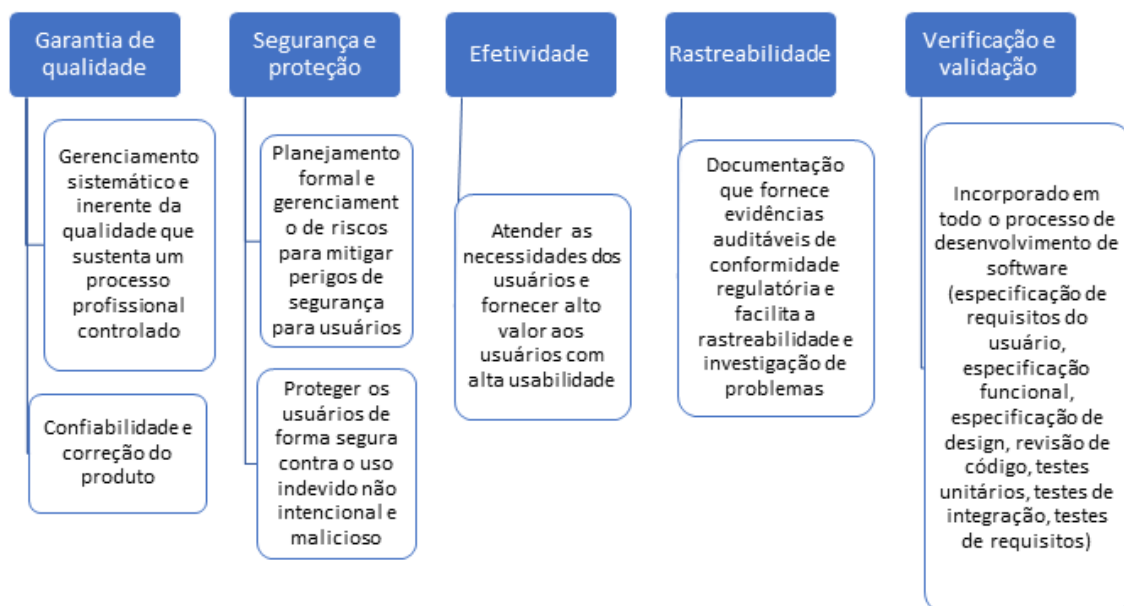 Garantia de
qualidade
Gerenciamento
sistemático e
inerente da
qualidade que
sustenta um
processo
profissional
controlado
Confiabilidade e
correção do
produto
Segurança e
proteção
Planejamento
formal e
gerenciament
o de riscos
para mitigar
perigos de
segurança
para usuários
Proteger os
usuários de
forma segura
contra o uso
indevido não
intencional e
malicioso
Efetividade
Atender as
necessidades dos
usuários e
fornecer alto
valor aos
usuários com
alta usabilidade
Rastreabilidade
Documentação
que fornece
evidências
auditáveis de
conformidade
regulatória e
facilita a
rastreabilidade e
investigação de
problemas
Verificação e
validação
Incorporado em
todo o processo de
desenvolvimento de
software
(especificação de
requisitos do
usuário,
especificação
funcional,
especificação de
design, revisão de
código, testes
unitários, testes de
integração, testes
de requisitos)